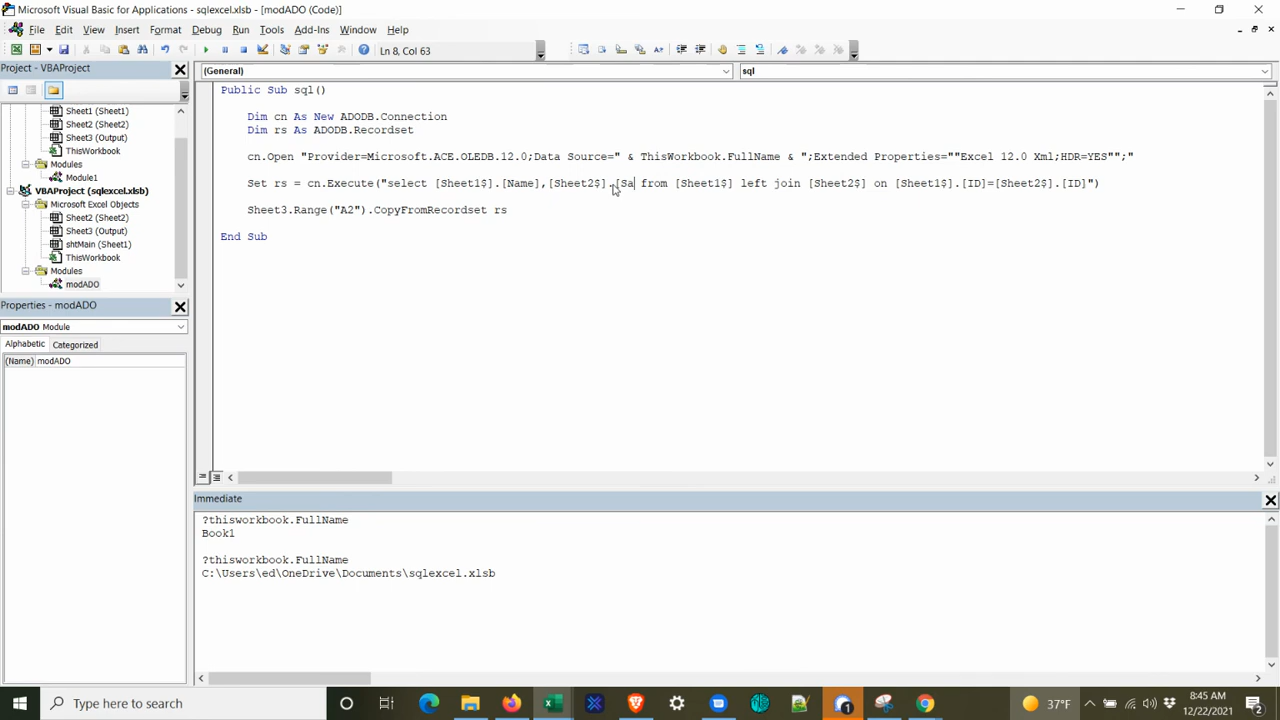 Microsoft Visual Basic for Applications - sqlexcel.xlsb - [modADO (Code)]
File Edit View Insert Format Debug Run Tools Add-Ins Window Help
Ln 8, Col 63
Project - VBAProject
(General)
sql
Sheet1 (Sheet1)
Sheet2 (Sheet2)
Sheet3 (Output)
ThisWorkbook
Modules
Module1
VBAProject (sqlexcel.xlsb)
Microsoft Excel Objects
Sheet2 (Sheet2)
Sheet3 (Output)
shtMain (Sheet1)
ThisWorkbook
Modules
modADO
Properties - modADO
modADO Module
Alphabetic Categorized
(Name) modADO
Public Sub sql()
Dim cn As New ADODB.Connection
Dim rs As ADODB.Recordset
cn.Open "Provider=Microsoft.ACE.OLEDB.12.0;Data Source=" & ThisWorkbook.FullName & ";Extended Properties=""Excel 12.0 Xml;HDR=YES"";"
Set rs = cn.Execute("select [Sheet1$].[Name],[Sheet2$].[Sa from [Sheet1$] left join [Sheet2$] on [Sheet1$].[ID]=[Sheet2$].[ID]")
Sheet3.Range("A2").CopyFromRecordset rs
End Sub
Immediate
?thisworkbook.FullName
Book1
?thisworkbook.FullName
C:\Users\ed\OneDrive\Documents\sqlexcel.xlsb
Type here to search
37°F
8:45 AM
12/22/2021
1
2